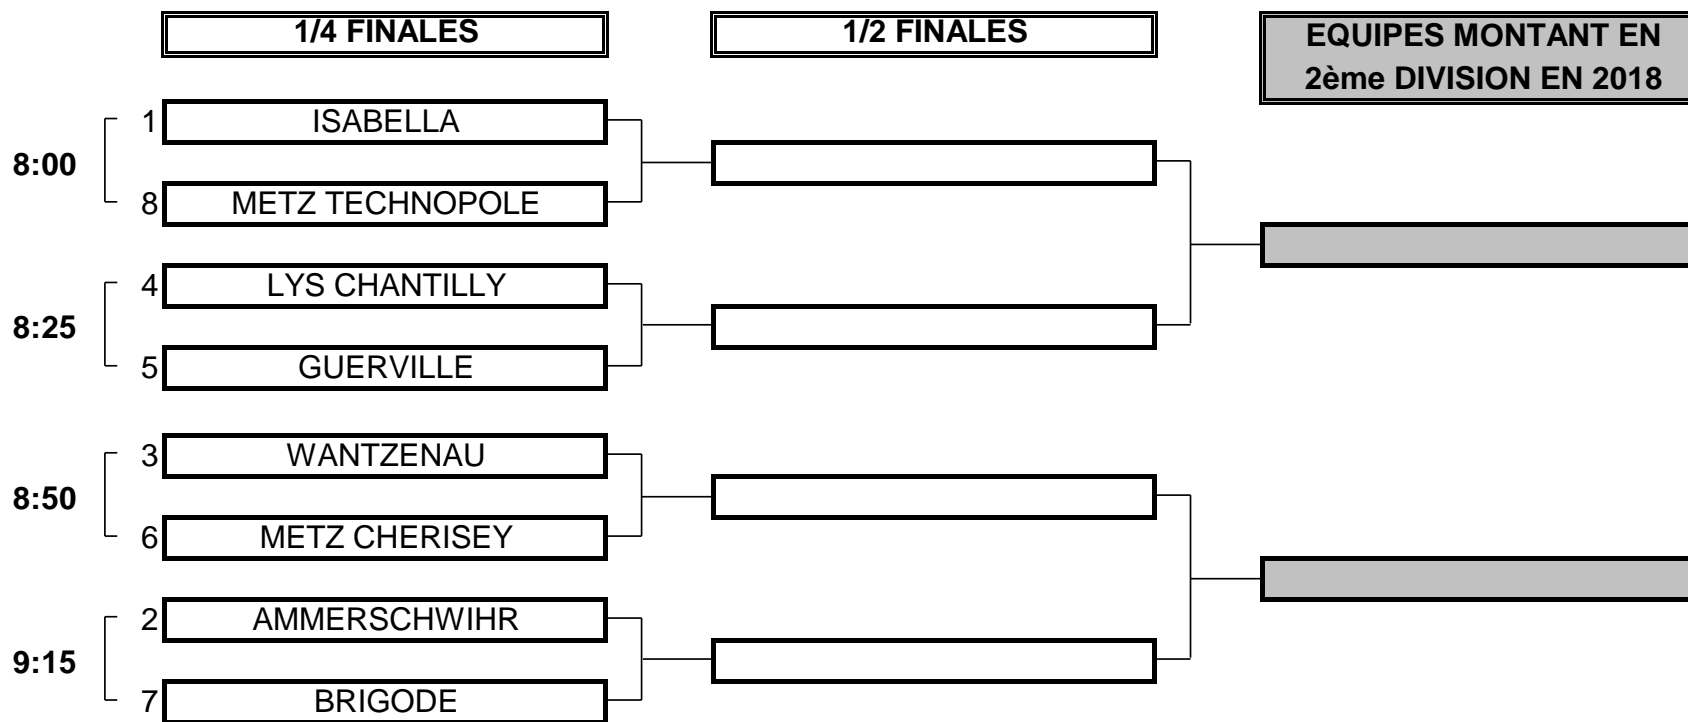 1/4 FINALES
1/2 FINALES
EQUIPES MONTANT EN
2ème DIVISION EN 2018
1 ISABELLA
8:00
8 METZ TECHNOPOLE
4 LYS CHANTILLY
8:25
5 GUERVILLE
3 WANTZENAU
8:50
6 METZ CHERISEY
2 AMMERSCHWIHR
9:15
7 BRIGODE